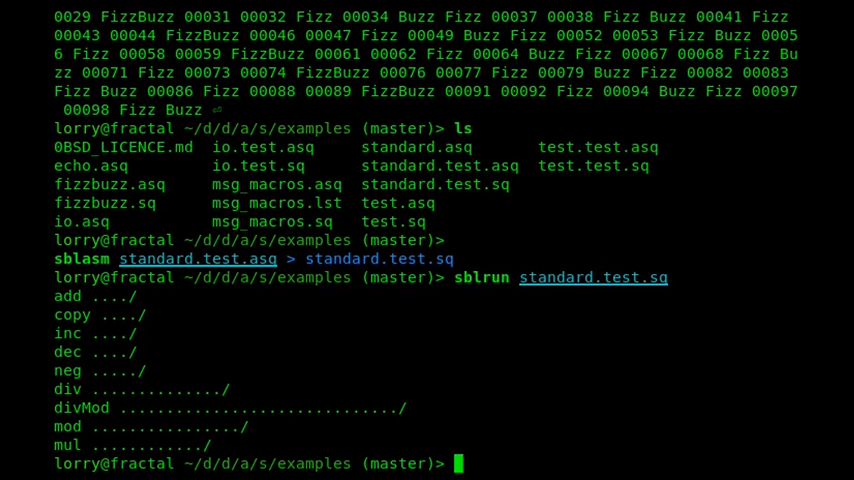 0029 FizzBuzz 00031 00032 Fizz 00034 Buzz Fizz 00037 00038 Fizz Buzz 00041 Fizz
00043 00044 FizzBuzz 00046 00047 Fizz 00049 Buzz Fizz 00052 00053 Fizz Buzz 0005
6 Fizz 00058 00059 FizzBuzz 00061 00062 Fizz 00064 Buzz Fizz 00067 00068 Fizz Bu
zz 00071 Fizz 00073 00074 FizzBuzz 00076 00077 Fizz 00079 Buzz Fizz 00082 00083
Fizz Buzz 00086 Fizz 00088 00089 FizzBuzz 00091 00092 Fizz 00094 Buzz Fizz 00097
00098 Fizz Buzz ⏎
lorry@fractal ~/d/d/a/s/examples (master)> ls
0BSD_LICENCE.md io.test.asq standard.asq test.test.asq
echo.asq io.test.sq standard.test.asq test.test.sq
fizzbuzz.asq msg_macros.asq standard.test.sq
fizzbuzz.sq msg_macros.lst test.asq
io.asq msg_macros.sq test.sq
lorry@fractal ~/d/d/a/s/examples (master)>
sblasm standard.test.asq > standard.test.sq
lorry@fractal ~/d/d/a/s/examples (master)> sblrun standard.test.sq
add ..../
copy ..../
inc ..../
dec ..../
neg ...../
div ............../
divMod ............................../
mod ................/
mul ............/
lorry@fractal ~/d/d/a/s/examples (master)>